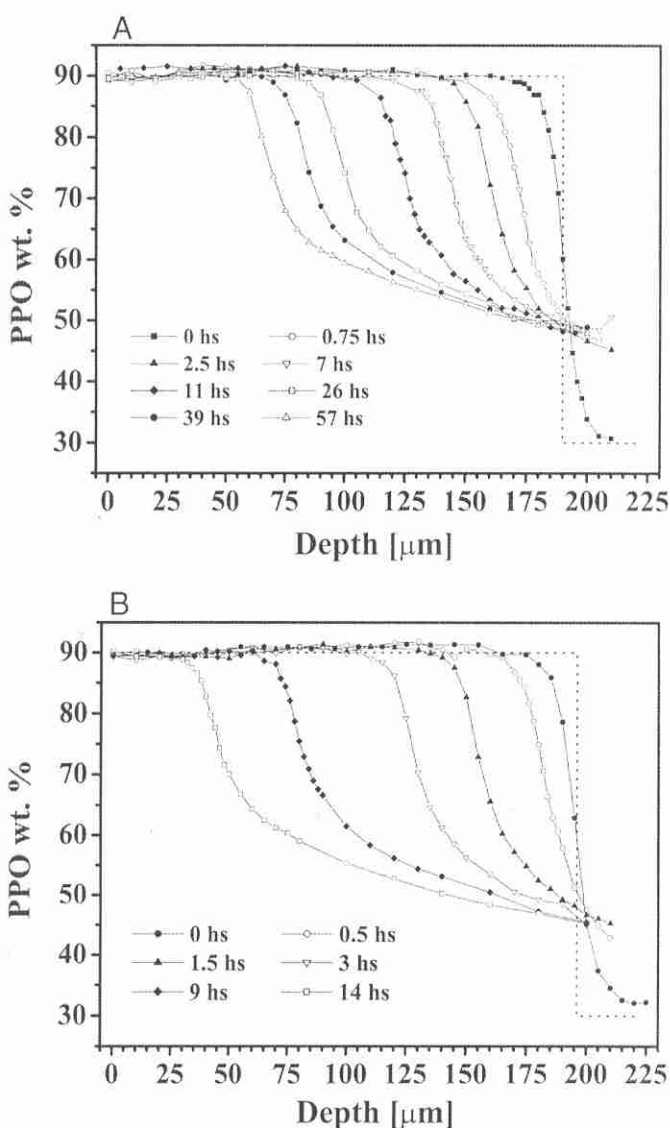 A
PPO wt. %
90
80
70
60
50
40
30
0 hs
0.75 hs
2.5 hs
7 hs
11 hs
26 hs
39 hs
57 hs
0 25 50 75 100 125 150 175 200 225
Depth [μm]
B
PPO wt. %
90
80
70
60
50
40
30
0 hs
0.5 hs
1.5 hs
3 hs
9 hs
14 hs
0 25 50 75 100 125 150 175 200 225
Depth [μm]